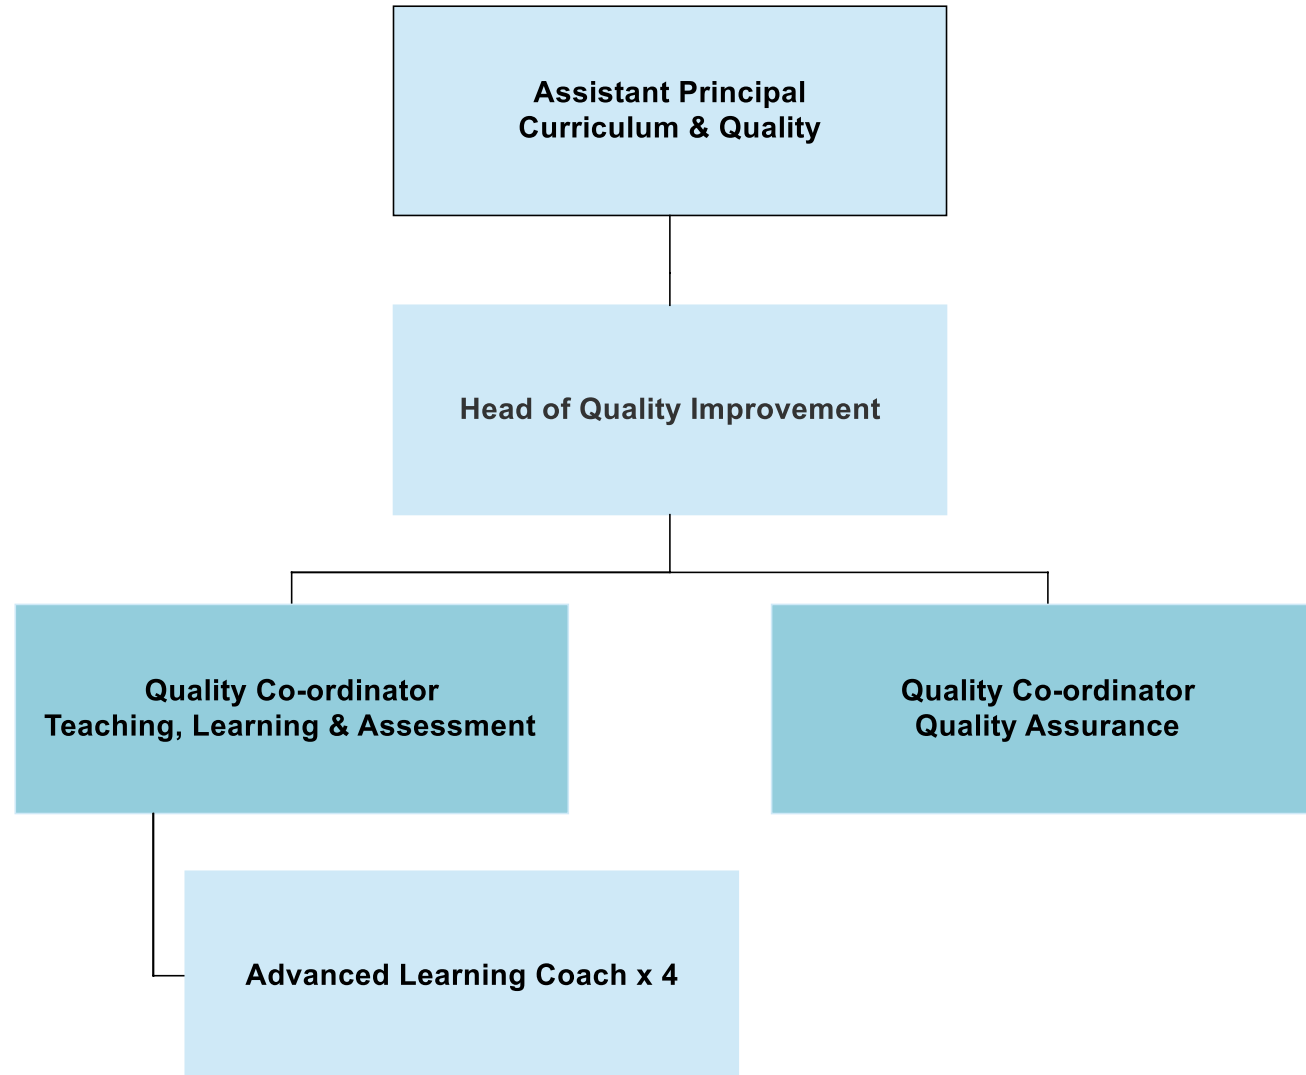 Assistant Principal
Curriculum & Quality
Head of Quality Improvement
Quality Co-ordinator
Teaching, Learning & Assessment
Quality Co-ordinator
Quality Assurance
Advanced Learning Coach x 4